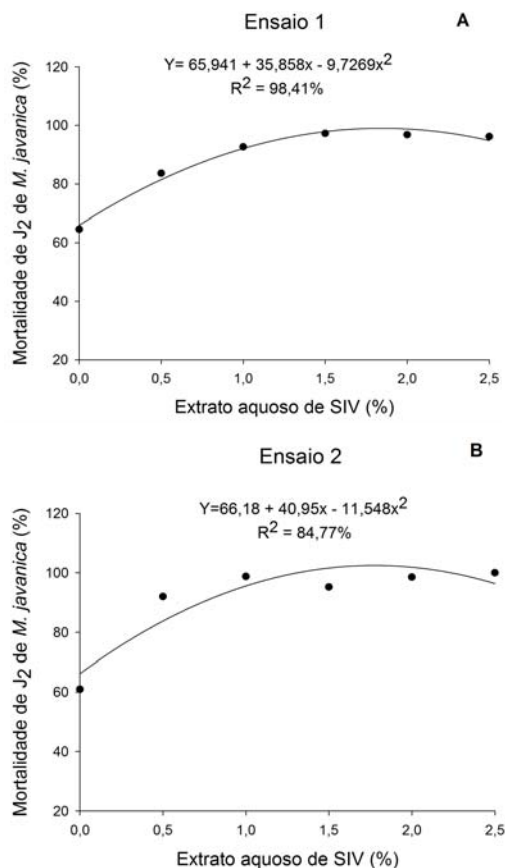 Ensaio 1
A
Y= 65,941 + 35,858x - 9,7269x²
R² = 98,41%
Mortalidade de J₂ de M. javanica (%)
120
100
80
60
40
20
0,0 0,5 1,0 1,5 2,0 2,5
Extrato aquoso de SIV (%)
Ensaio 2
B
Y=66,18 + 40,95x - 11,548x²
R² = 84,77%
Mortalidade de J₂ de M. javanica (%)
120
100
80
60
40
20
0,0 0,5 1,0 1,5 2,0 2,5
Extrato aquoso de SIV (%)